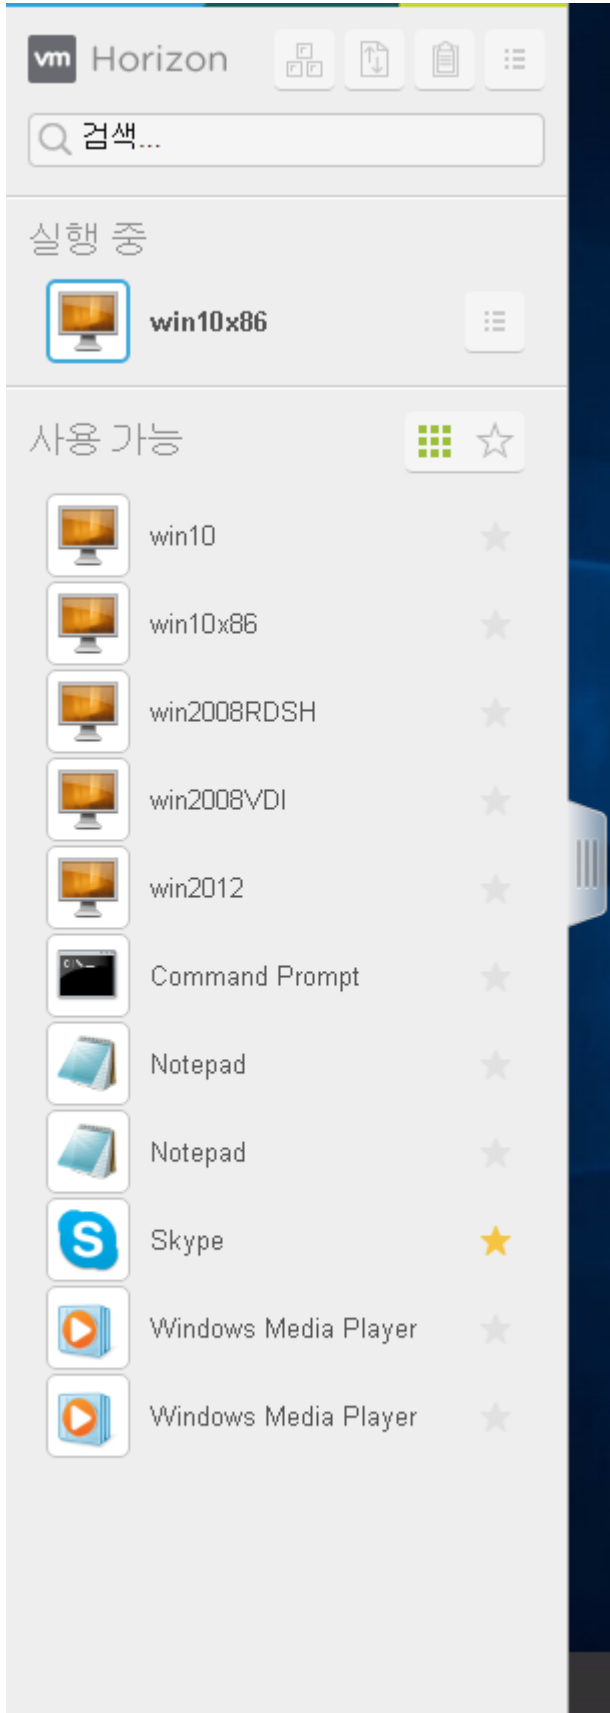 vm Horizon
검색...
실행 중
win10x86
사용 가능
win10
win10x86
win2008RDSH
win2008VDI
win2012
C:\._
Command Prompt
Notepad
Notepad
Skype
Windows Media Player
Windows Media Player